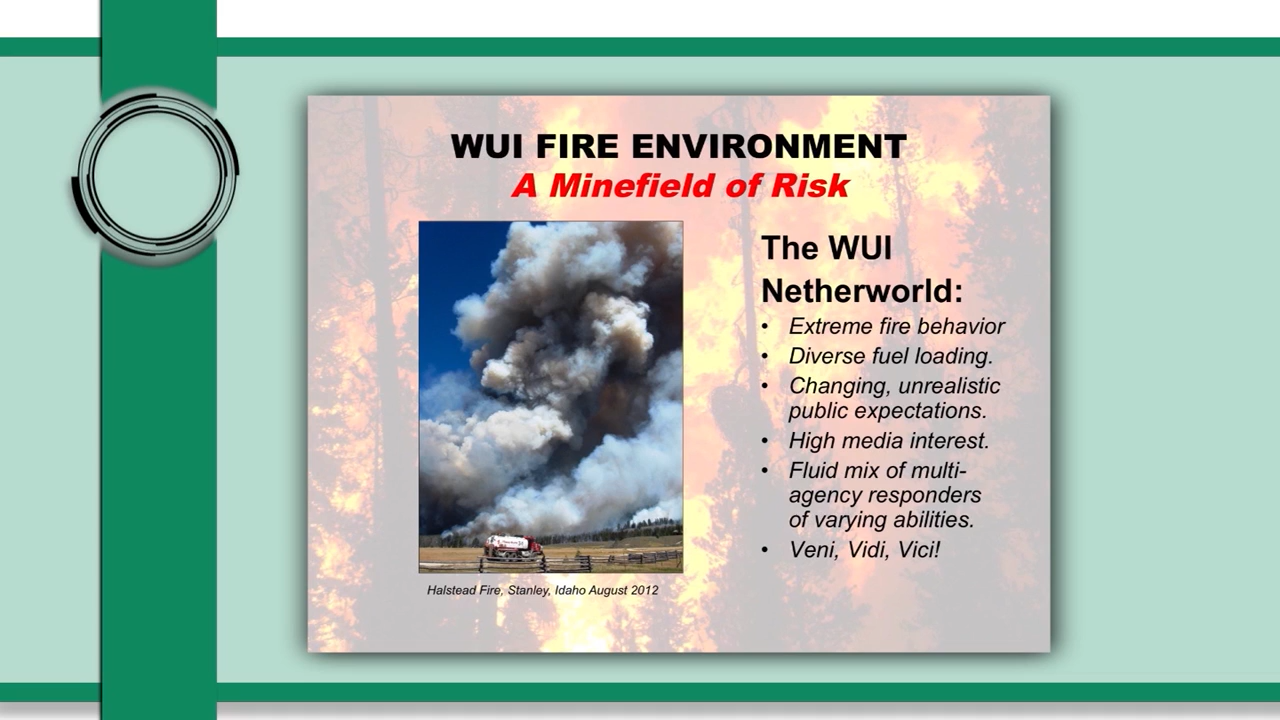 WUI FIRE ENVIRONMENT
A Minefield of Risk
The WUI
Netherworld:
• Extreme fire behavior
• Diverse fuel loading.
• Changing, unrealistic
public expectations.
• High media interest.
• Fluid mix of multi-
agency responders
of varying abilities.
• Veni, Vidi, Vici!
Halstead Fire, Stanley, Idaho August 2012